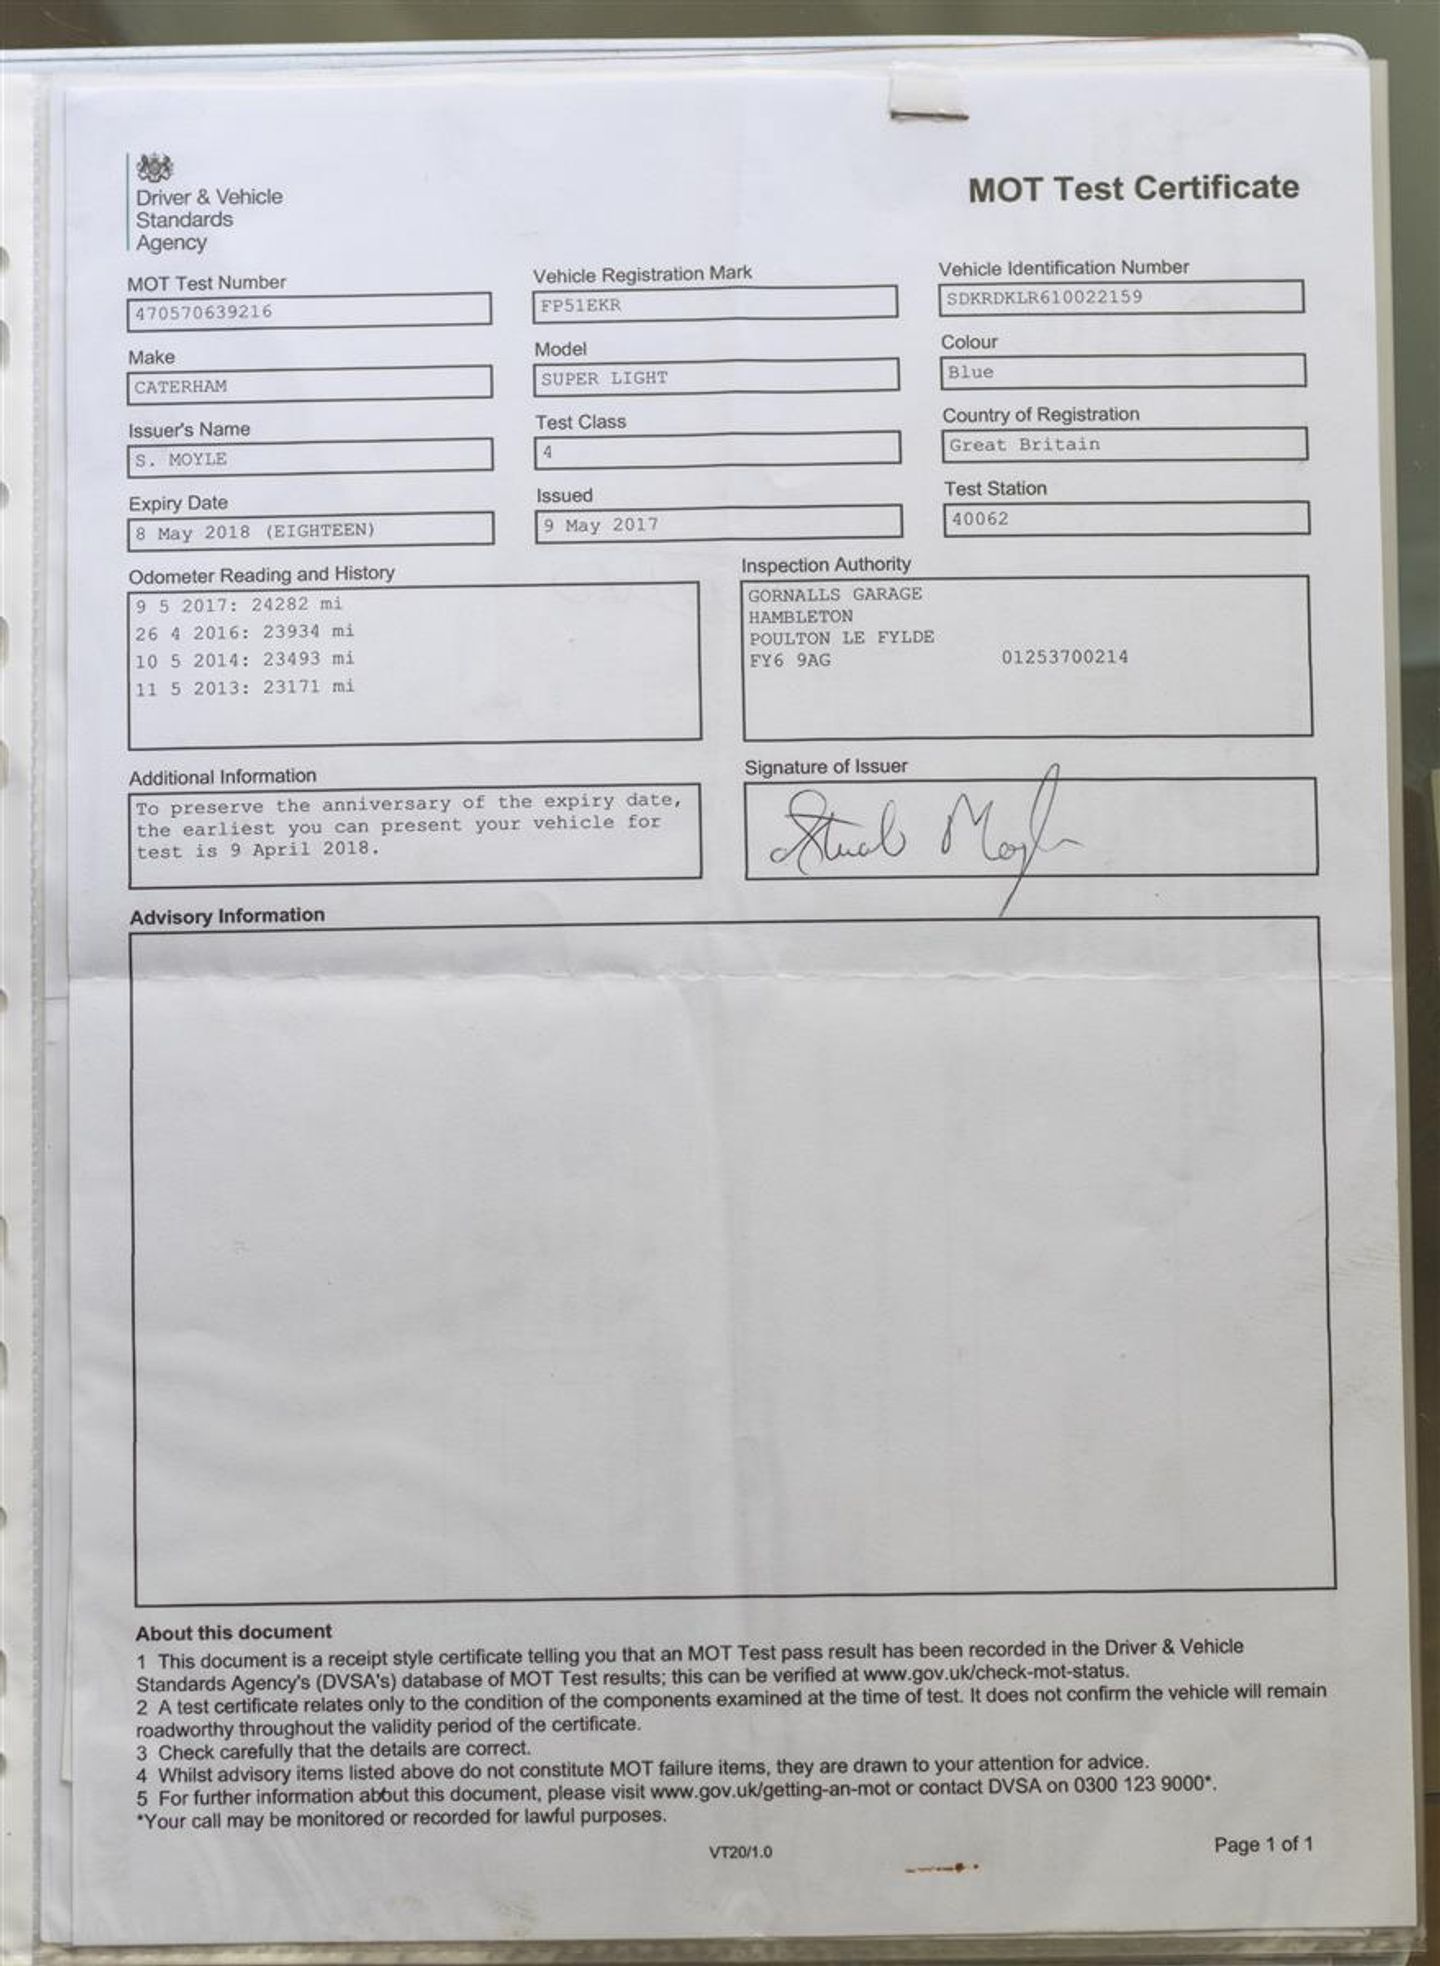 Driver & Vehicle
Standards
Agency
MOT Test Certificate
MOT Test Number
470570639216
Vehicle Registration Mark
FP51EKR
Vehicle Identification Number
SDKRDKLR610022159
Make
CATERHAM
Model
SUPER LIGHT
Colour
Blue
Issuer's Name
S. MOYLE
Test Class
4
Country of Registration
Great Britain
Expiry Date
8 May 2018 (EIGHTEEN)
Issued
9 May 2017
Test Station
40062
Odometer Reading and History
9 5 2017: 24282 mi
26 4 2016: 23934 mi
10 5 2014: 23493 mi
11 5 2013: 23171 mi
Inspection Authority
GORNALLS GARAGE
HAMBLETON
POULTON LE FYLDE
FY6 9AG 01253700214
Additional Information
To preserve the anniversary of the expiry date,
the earliest you can present your vehicle for
test is 9 April 2018.
Signature of Issuer
Stuart Moyle
Advisory Information
About this document
1 This document is a receipt style certificate telling you that an MOT Test pass result has been recorded in the Driver & Vehicle
Standards Agency's (DVSA's) database of MOT Test results; this can be verified at www.gov.uk/check-mot-status.
2 A test certificate relates only to the condition of the components examined at the time of test. It does not confirm the vehicle will remain
roadworthy throughout the validity period of the certificate.
3 Check carefully that the details are correct.
4 Whilst advisory items listed above do not constitute MOT failure items, they are drawn to your attention for advice.
5 For further information about this document, please visit www.gov.uk/getting-an-mot or contact DVSA on 0300 123 9000*.
*Your call may be monitored or recorded for lawful purposes.
VT20/1.0
Page 1 of 1